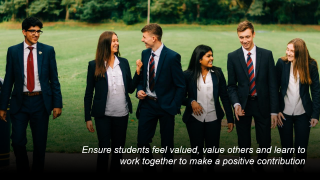 Ensure students feel valued, value others and learn to
work together to make a positive contribution